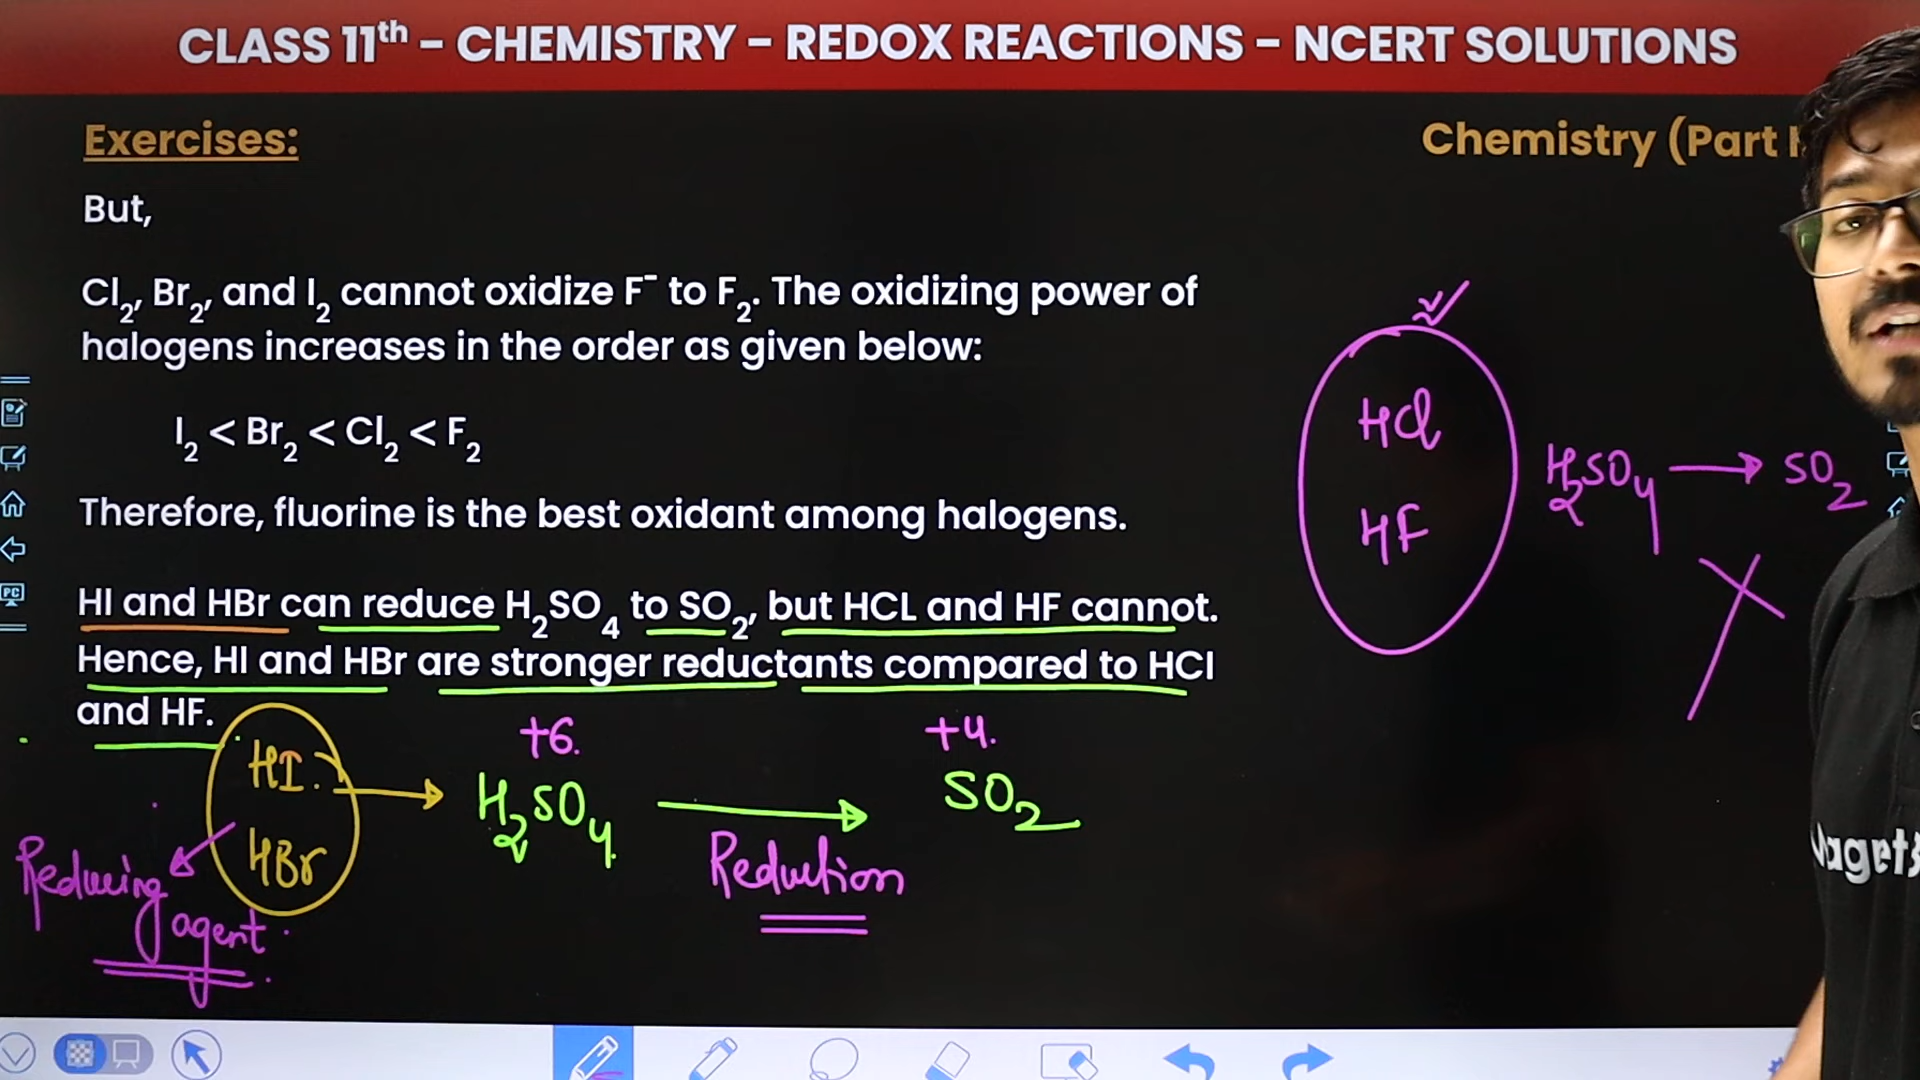 CLASS 11th – CHEMISTRY – REDOX REACTIONS – NCERT SOLUTIONS
Exercises:
Chemistry (Part
But,
Cl2, Br2, and I2 cannot oxidize F⁻ to F2. The oxidizing power of
halogens increases in the order as given below:
I2 < Br2 < Cl2 < F2
Therefore, fluorine is the best oxidant among halogens.
HI and HBr can reduce H2SO4 to SO2, but HCL and HF cannot.
Hence, HI and HBr are stronger reductants compared to HCl
and HF.
HCl
HF
H2SO4 → SO2
+6. +4.
HI. → H2SO4 → SO2
HBr
Reduction
Reducing
agent
PC